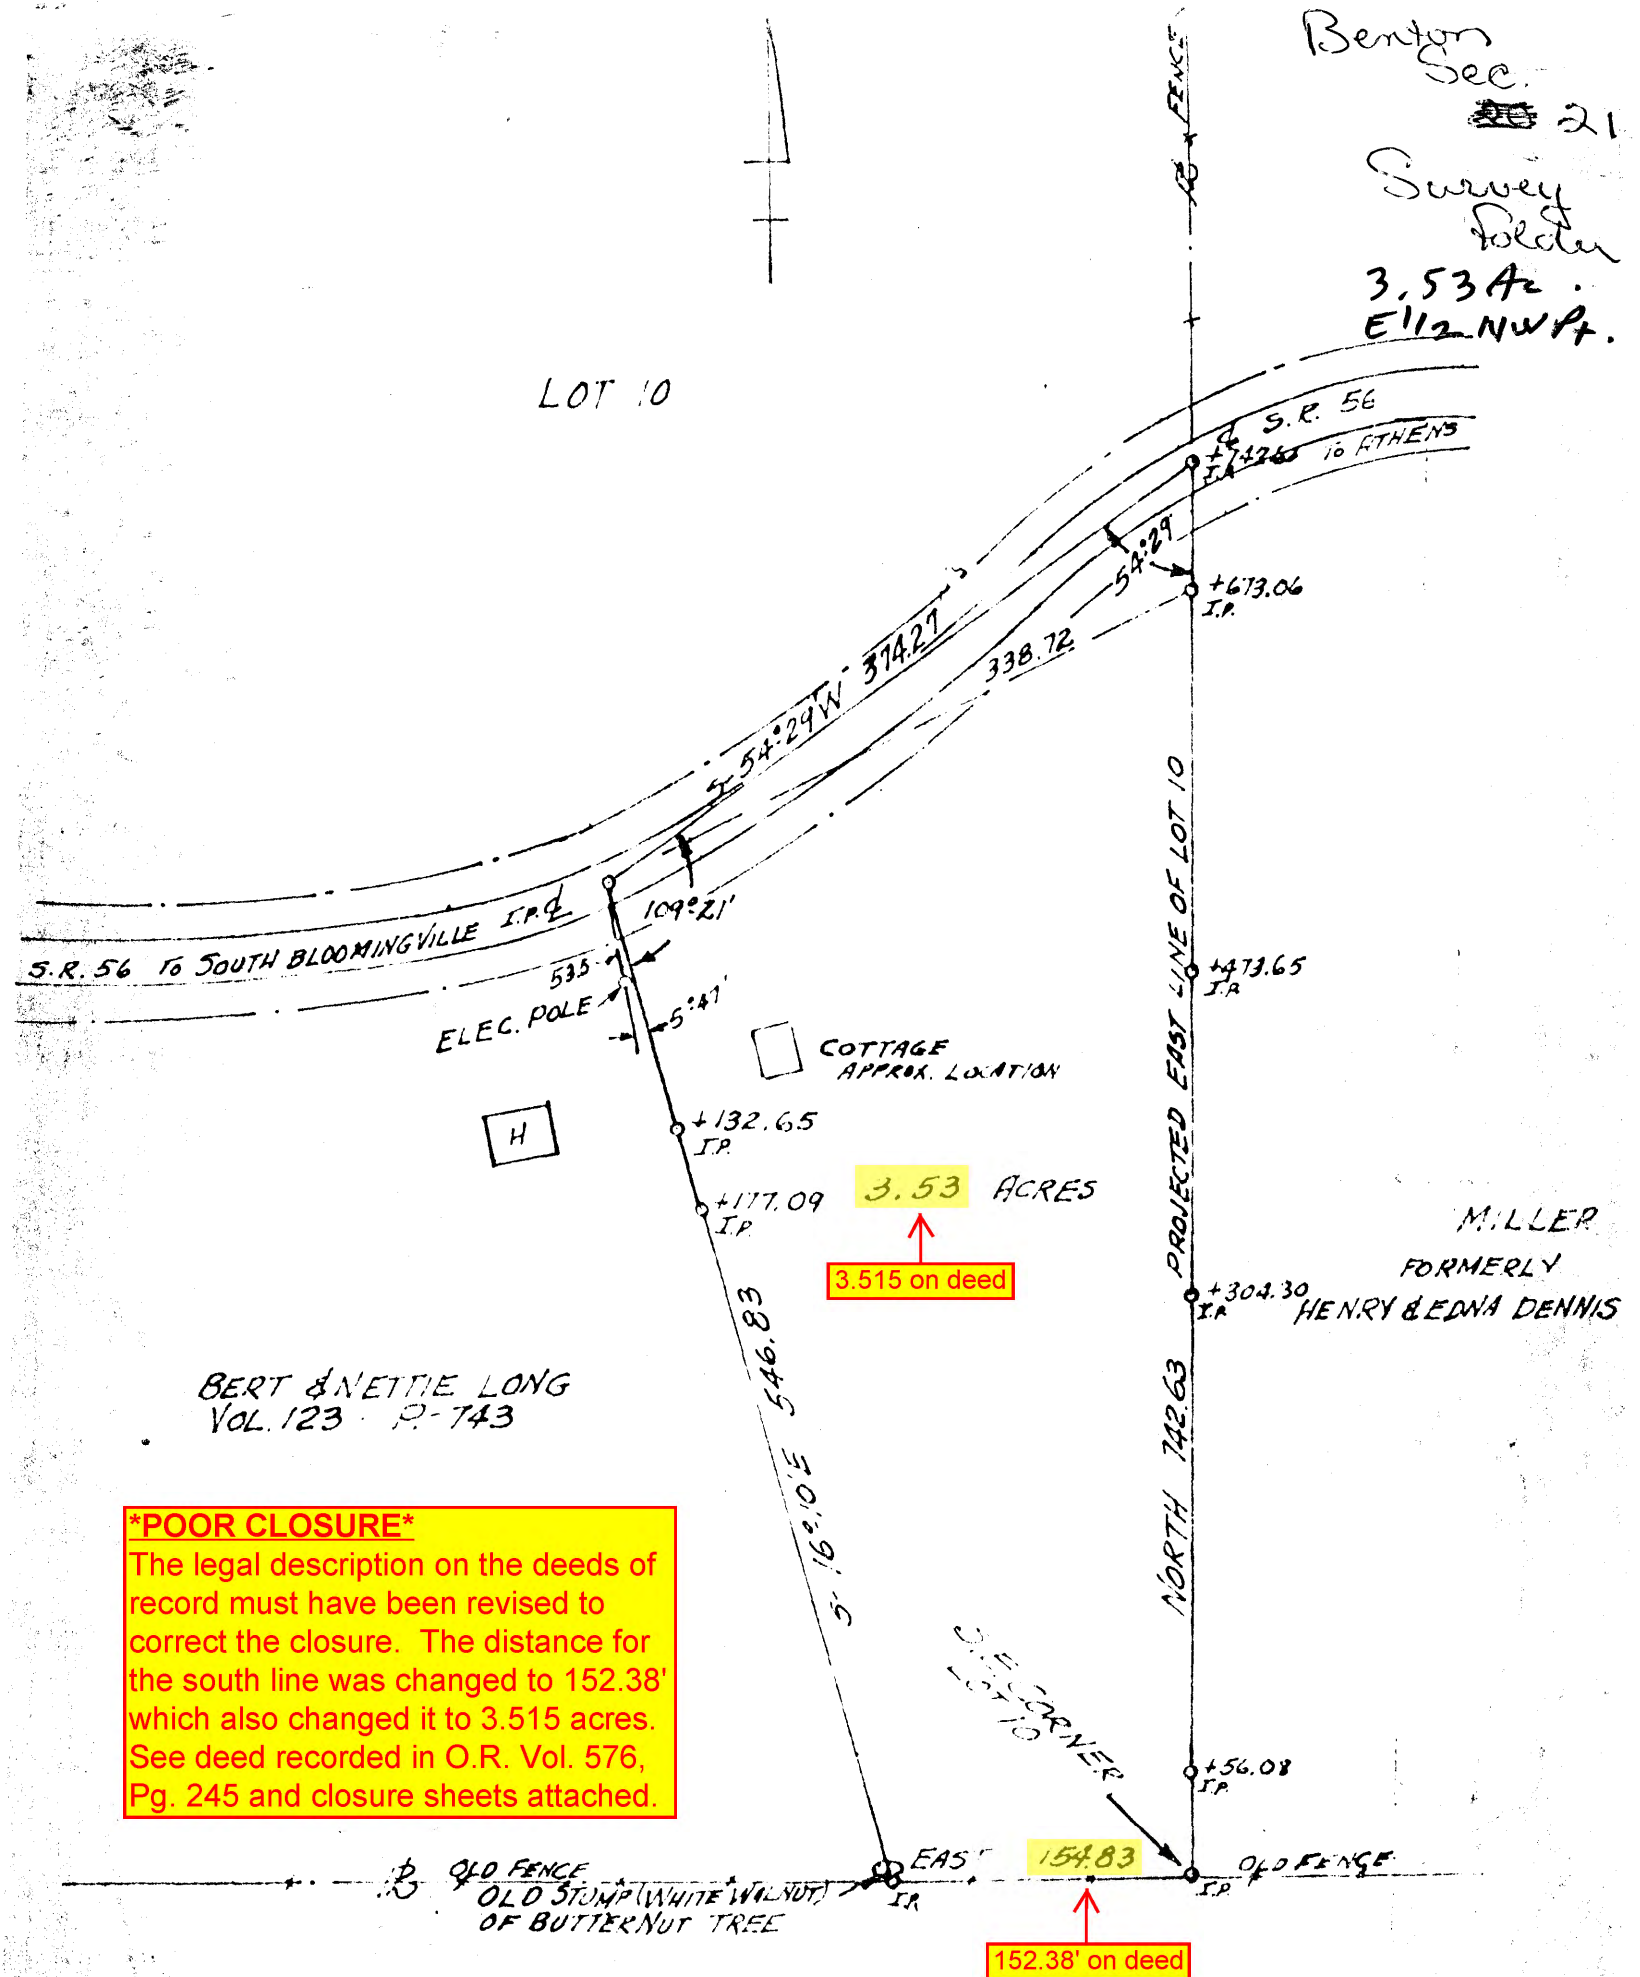 Benton
Sec.
21
Survey
Folder
3.53 Ac.
E 1/2 NW Pt.
FENCE
LOT 10
℄ S.R. 56
To ATHENS
I.P.
54°29'
+673.06
I.P.
374.27
S 54°29'W
338.72
109°21'
I.P. ℄
S.R. 56 To SOUTH BLOOMINGVILLE
ELEC. POLE
5°47'
COTTAGE
APPROX. LOCATION
H
+132.65
I.P.
+177.09
I.P.
3.53 ACRES
3.515 on deed
PROJECTED EAST LINE OF LOT 10
+473.65
I.P.
+304.30
I.P.
MILLER
FORMERLY
HENRY & EDNA DENNIS
NORTH 742.63
S-16°0.5'E 546.83
BERT & NETTIE LONG
VOL. 123 P.-743
*POOR CLOSURE*
The legal description on the deeds of
record must have been revised to
correct the closure. The distance for
the south line was changed to 152.38'
which also changed it to 3.515 acres.
See deed recorded in O.R. Vol. 576,
Pg. 245 and closure sheets attached.
S.E. CORNER
LOT 10
+56.08
I.P.
OLD FENCE
OLD STUMP (WHITE WALNUT)
OF BUTTERNUT TREE
I.P.
EAST 154.83
I.P.
OLD FENCE
152.38' on deed